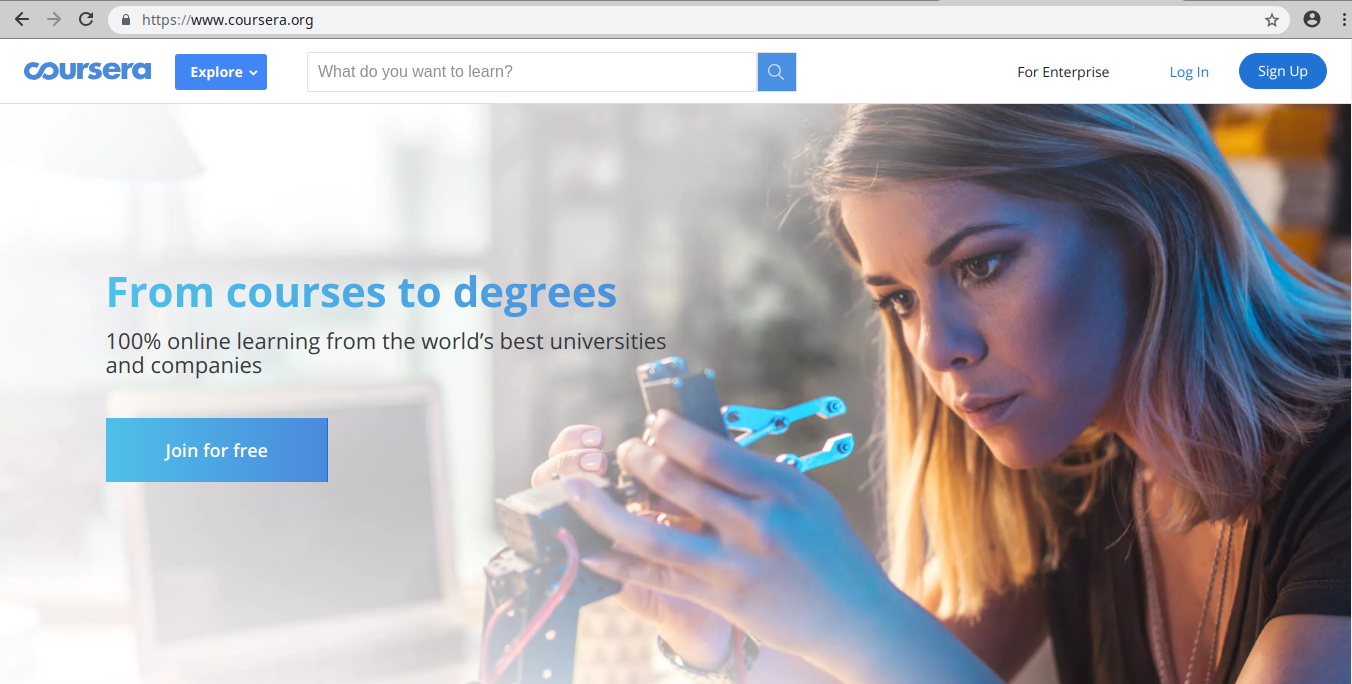 https://www.coursera.org
coursera
Explore
What do you want to learn?
For Enterprise
Log In
Sign Up
From courses to degrees
100% online learning from the world’s best universities
and companies
Join for free